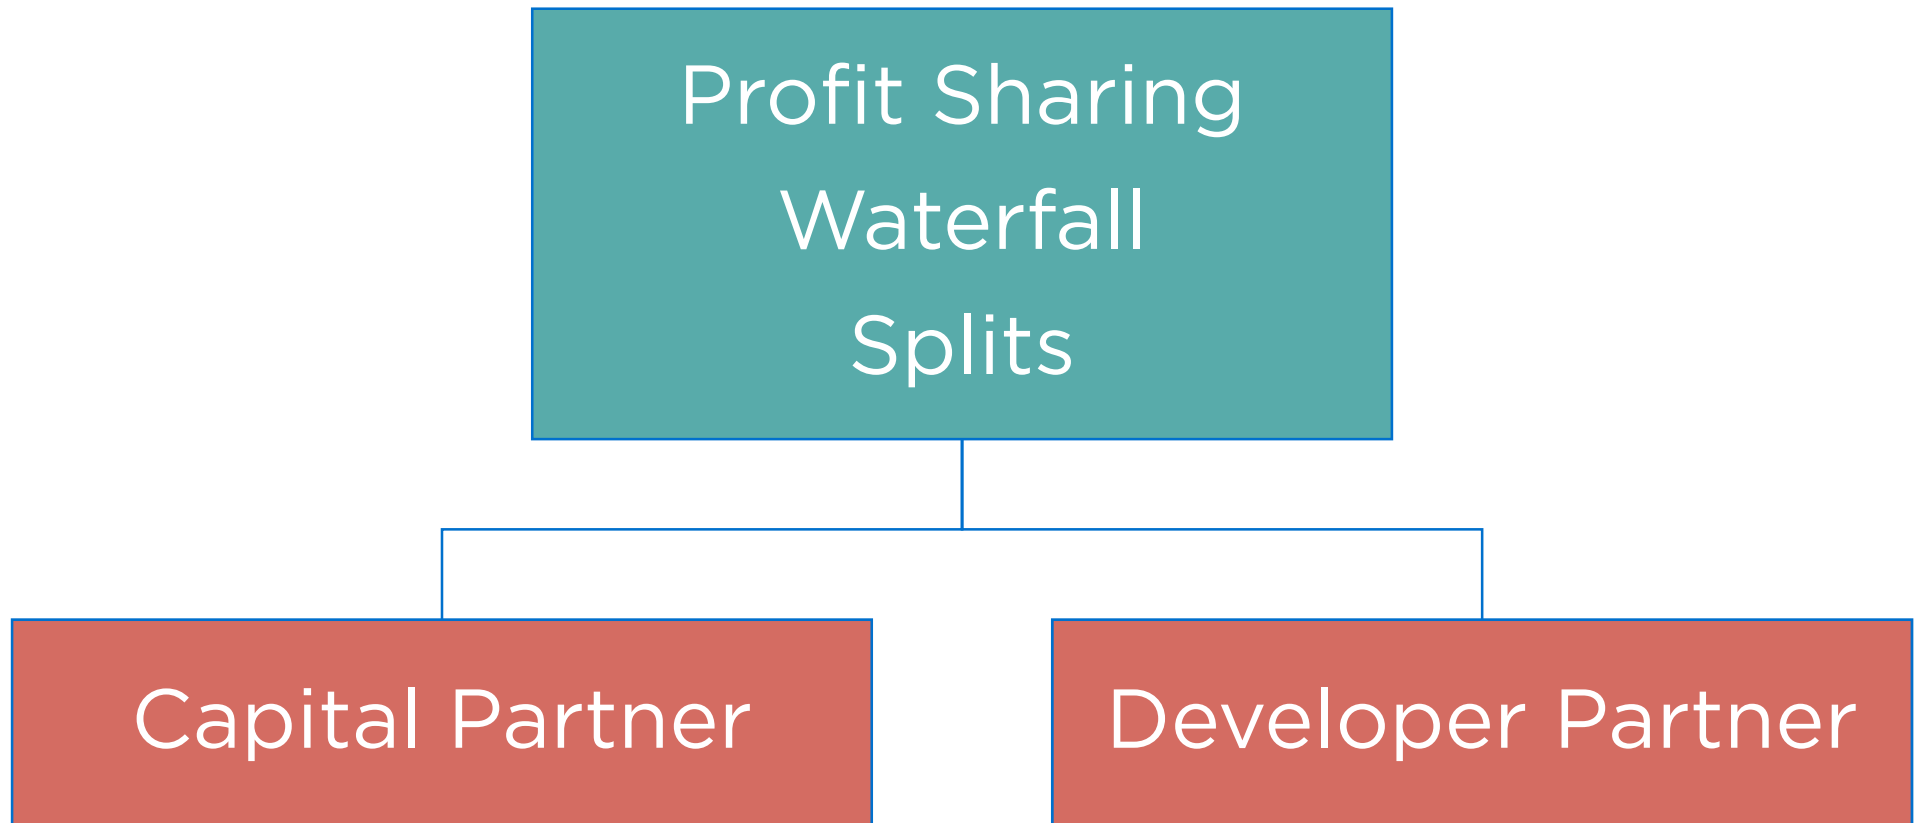 Profit Sharing
Waterfall
Splits
Capital Partner
Developer Partner